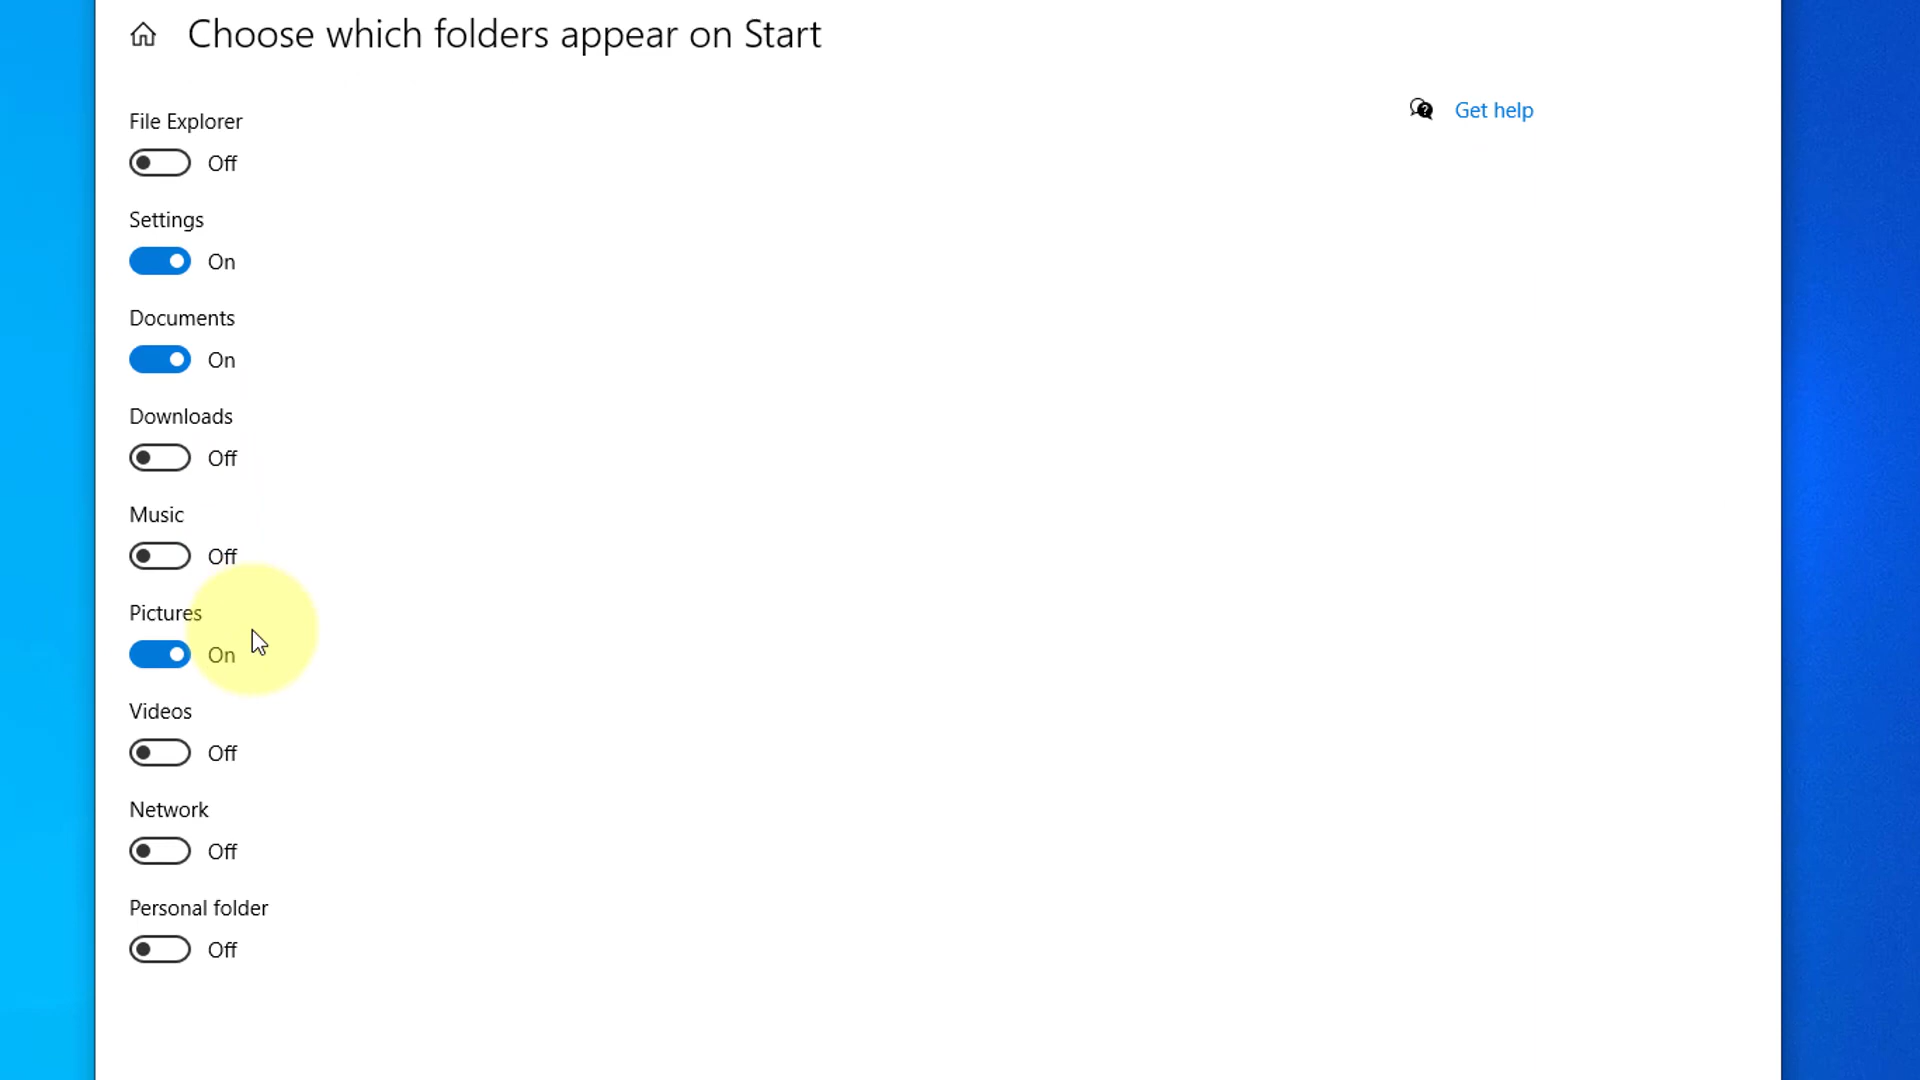 Choose which folders appear on Start
Get help
File Explorer
Off
Settings
On
Documents
On
Downloads
Off
Music
Off
Pictures
On
Videos
Off
Network
Off
Personal folder
Off